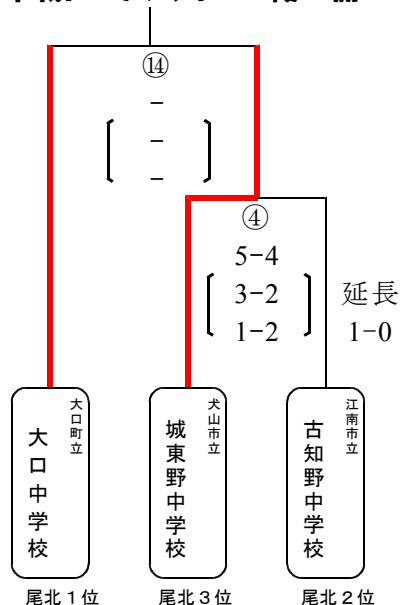 ⑭
-
-
-
④
5-4
3-2
1-2
延長
1-0
大口町立
大口中学校
犬山市立
城東野中学校
江南市立
古知野中学校
尾北1位
尾北3位
尾北2位